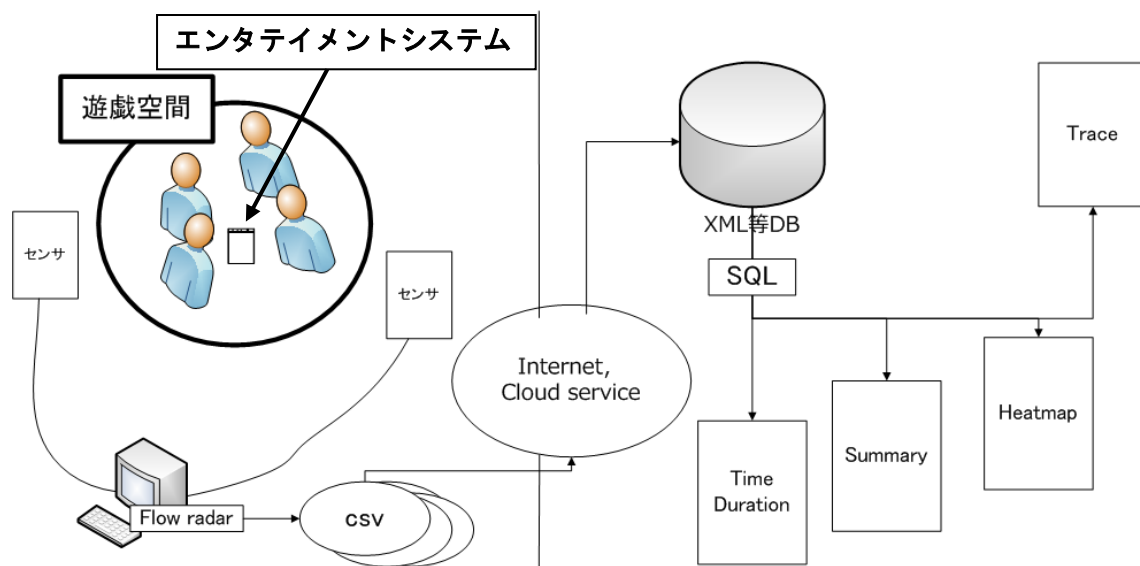 エンタテイメントシステム
遊戯空間
センサ
センサ
Flow radar
csv
Internet,
Cloud service
XML等DB
SQL
Trace
Heatmap
Summary
Time
Duration